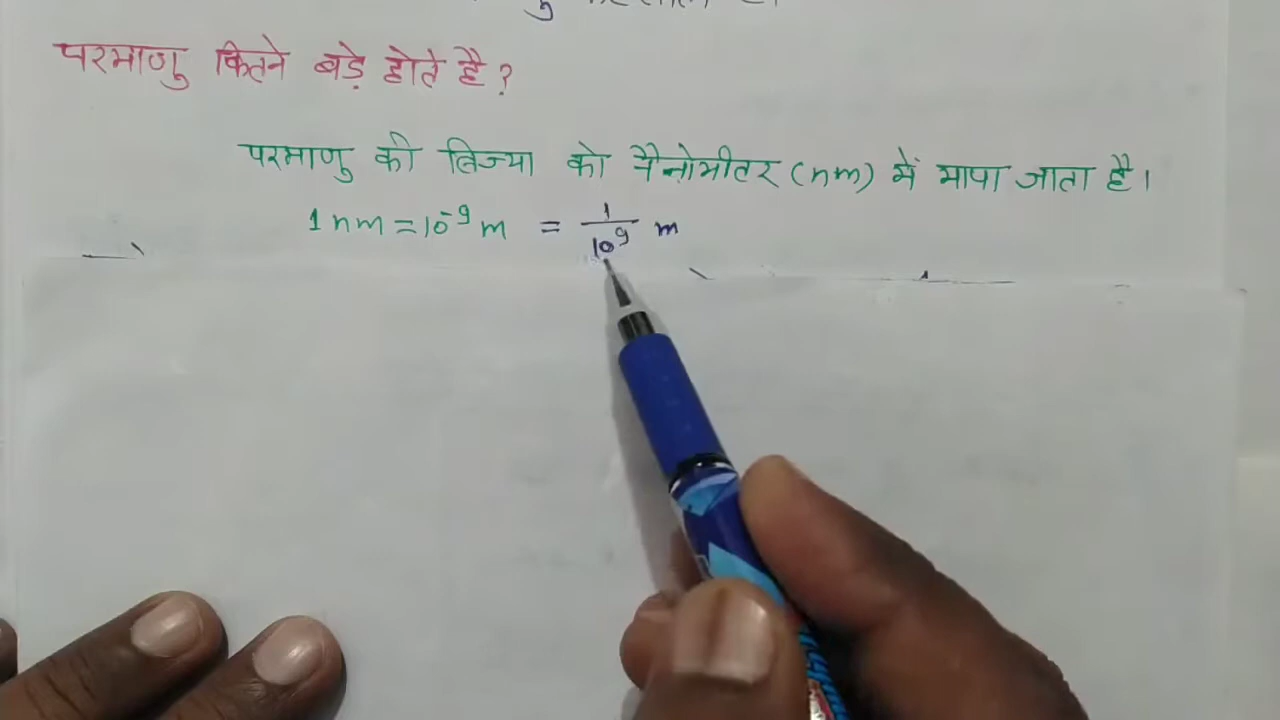 परमाणु कितने बड़े होते है?
परमाणु की त्रिज्या को नैनोमीटर (nm) में मापा जाता है।
1 nm = 10⁻⁹ m = 1/10⁹ m